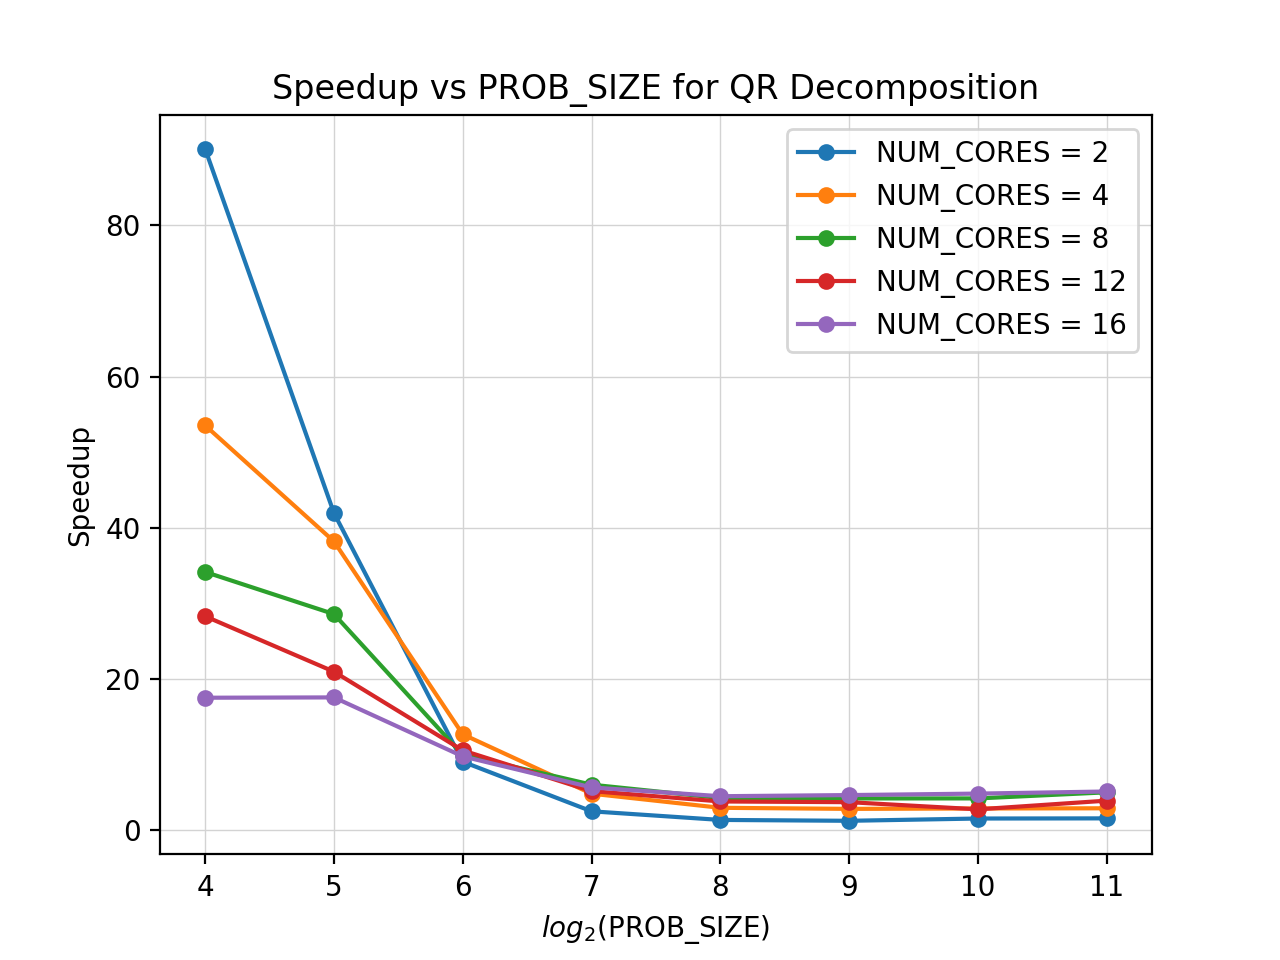 Speedup vs PROB_SIZE for QR Decomposition
NUM_CORES = 2
NUM_CORES = 4
NUM_CORES = 8
NUM_CORES = 12
NUM_CORES = 16
80
60
40
20
0
Speedup
4 5 6 7 8 9 10 11
log₂(PROB_SIZE)